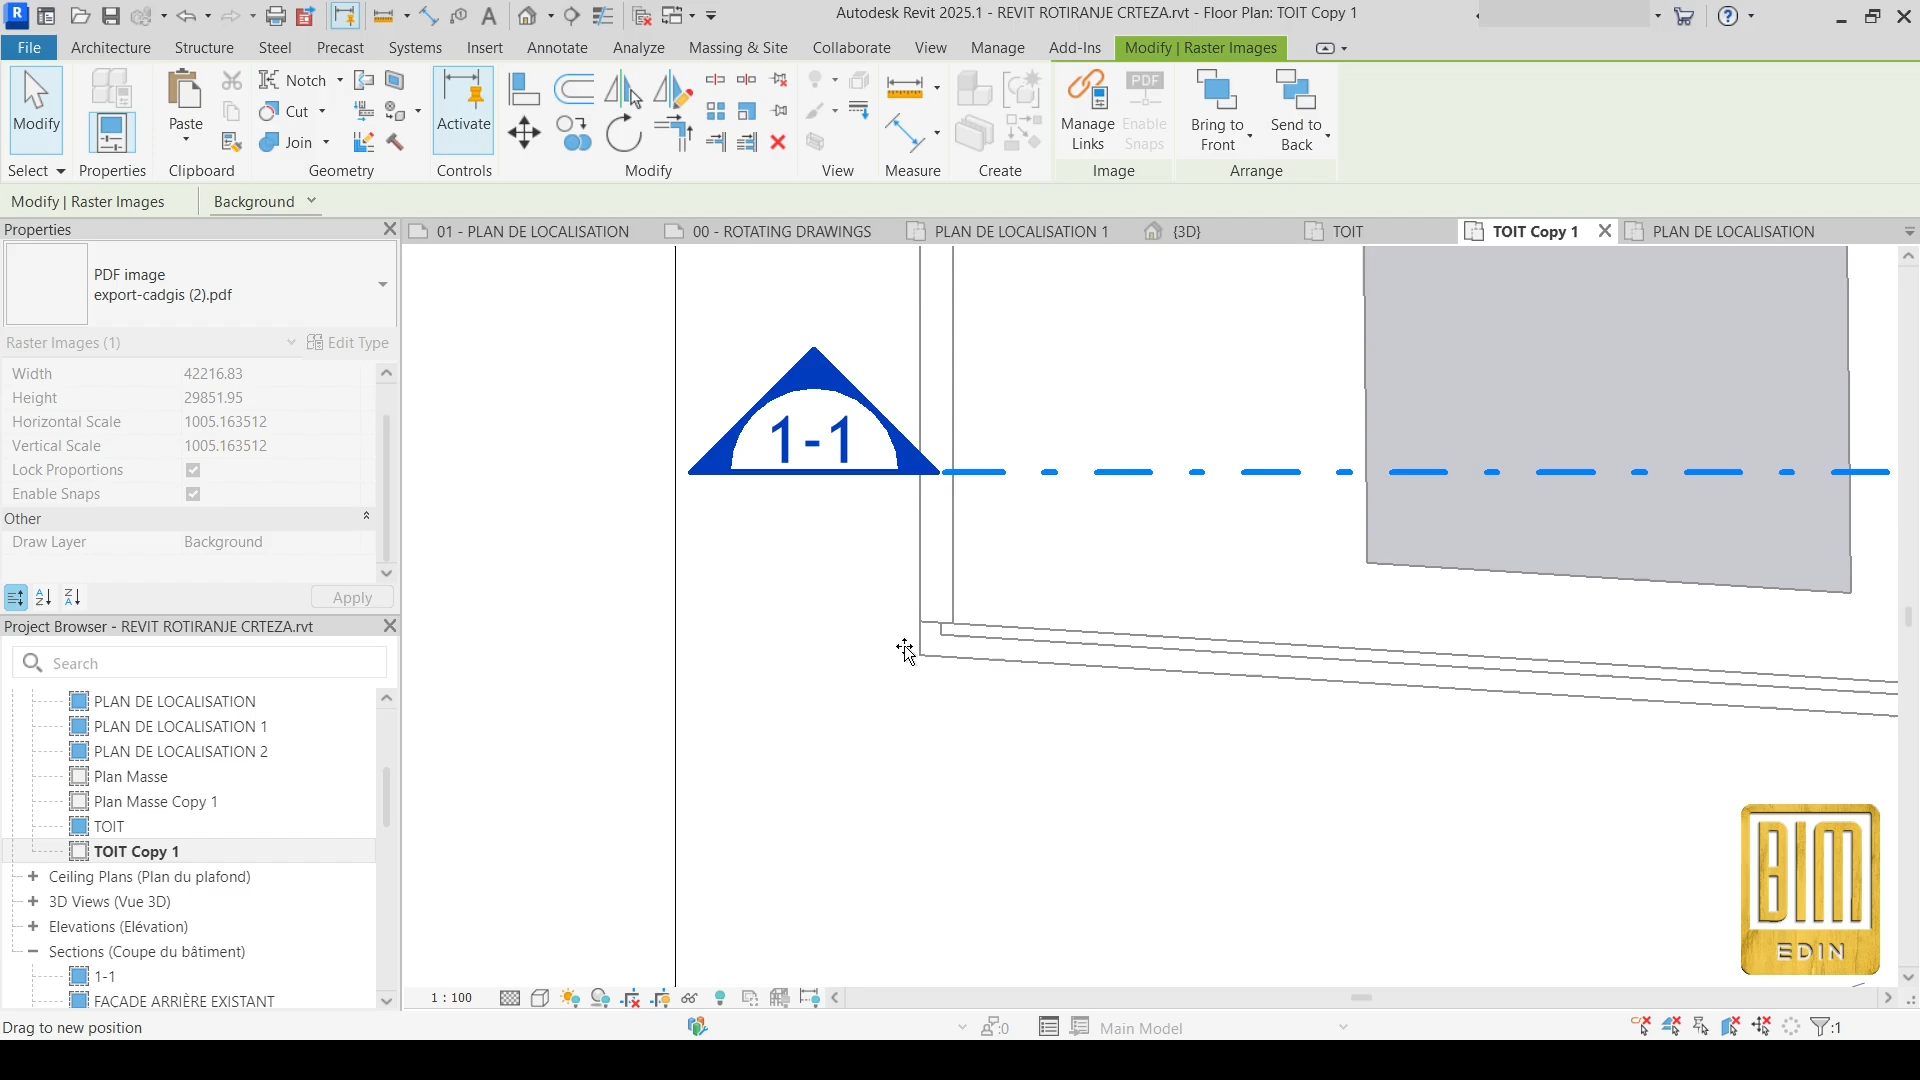 Autodesk Revit 2025.1 - REVIT ROTIRANJE CRTEZA.rvt - Floor Plan: TOIT Copy 1
File Architecture Structure Steel Precast Systems Insert Annotate Analyze Massing & Site Collaborate View Manage Add-Ins Modify | Raster Images
Modify
Paste
Notch
Cut
Join
Activate
Manage Links
PDF
Enable Snaps
Bring to Front
Send to Back
Select Properties Clipboard Geometry Controls Modify View Measure Create Image Arrange
Modify | Raster Images Background
Properties
01 - PLAN DE LOCALISATION 00 - ROTATING DRAWINGS PLAN DE LOCALISATION 1 {3D} TOIT TOIT Copy 1 PLAN DE LOCALISATION
PDF image
export-cadgis (2).pdf
Raster Images (1) Edit Type
Width 42216.83
Height 29851.95
Horizontal Scale 1005.163512
Vertical Scale 1005.163512
Lock Proportions
Enable Snaps
Other
Draw Layer Background
Apply
1-1
Project Browser - REVIT ROTIRANJE CRTEZA.rvt
Search
PLAN DE LOCALISATION
PLAN DE LOCALISATION 1
PLAN DE LOCALISATION 2
Plan Masse
Plan Masse Copy 1
TOIT
TOIT Copy 1
Ceiling Plans (Plan du plafond)
3D Views (Vue 3D)
Elevations (Elévation)
Sections (Coupe du bâtiment)
1-1
FACADE ARRIÈRE EXISTANT
BIM
EDIN
1 : 100
Drag to new position
:0
Main Model
:1